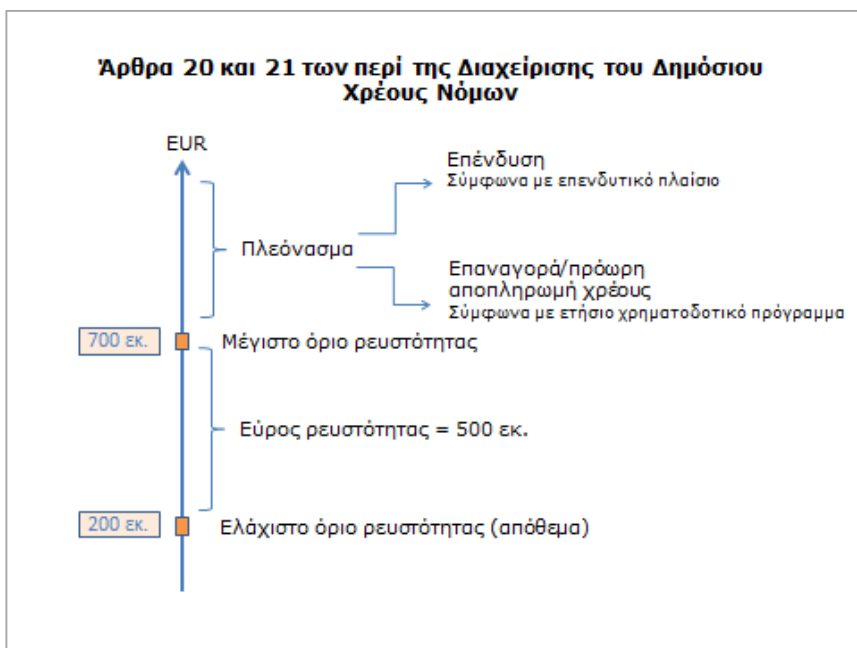 Άρθρα 20 και 21 των περί της Διαχείρισης του Δημόσιου
Χρέους Νόμων
EUR
Επένδυση
Σύμφωνα με επενδυτικό πλαίσιο
Πλεόνασμα
Επαναγορά/πρόωρη
αποπληρωμή χρέους
Σύμφωνα με ετήσιο χρηματοδοτικό πρόγραμμα
700 εκ.
Μέγιστο όριο ρευστότητας
Εύρος ρευστότητας = 500 εκ.
200 εκ.
Ελάχιστο όριο ρευστότητας (απόθεμα)